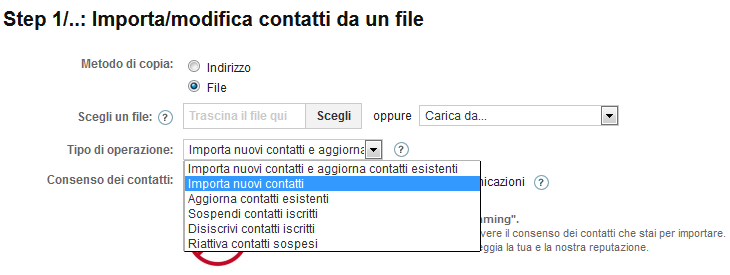 Step 1/..: Importa/modifica contatti da un file
Metodo di copia:
Indirizzo
File
Scegli un file: ?
Trascina il file qui
Scegli
oppure
Carica da...
Tipo di operazione:
Importa nuovi contatti e aggiorna
?
Importa nuovi contatti e aggiorna contatti esistenti
Consenso dei contatti:
Importa nuovi contatti
nicazioni ?
Aggiorna contatti esistenti
Sospendi contatti iscritti
aming".
Disiscrivi contatti iscritti
vere il consenso dei contatti che stai per importare.
Riattiva contatti sospesi
eggia la tua e la nostra reputazione.